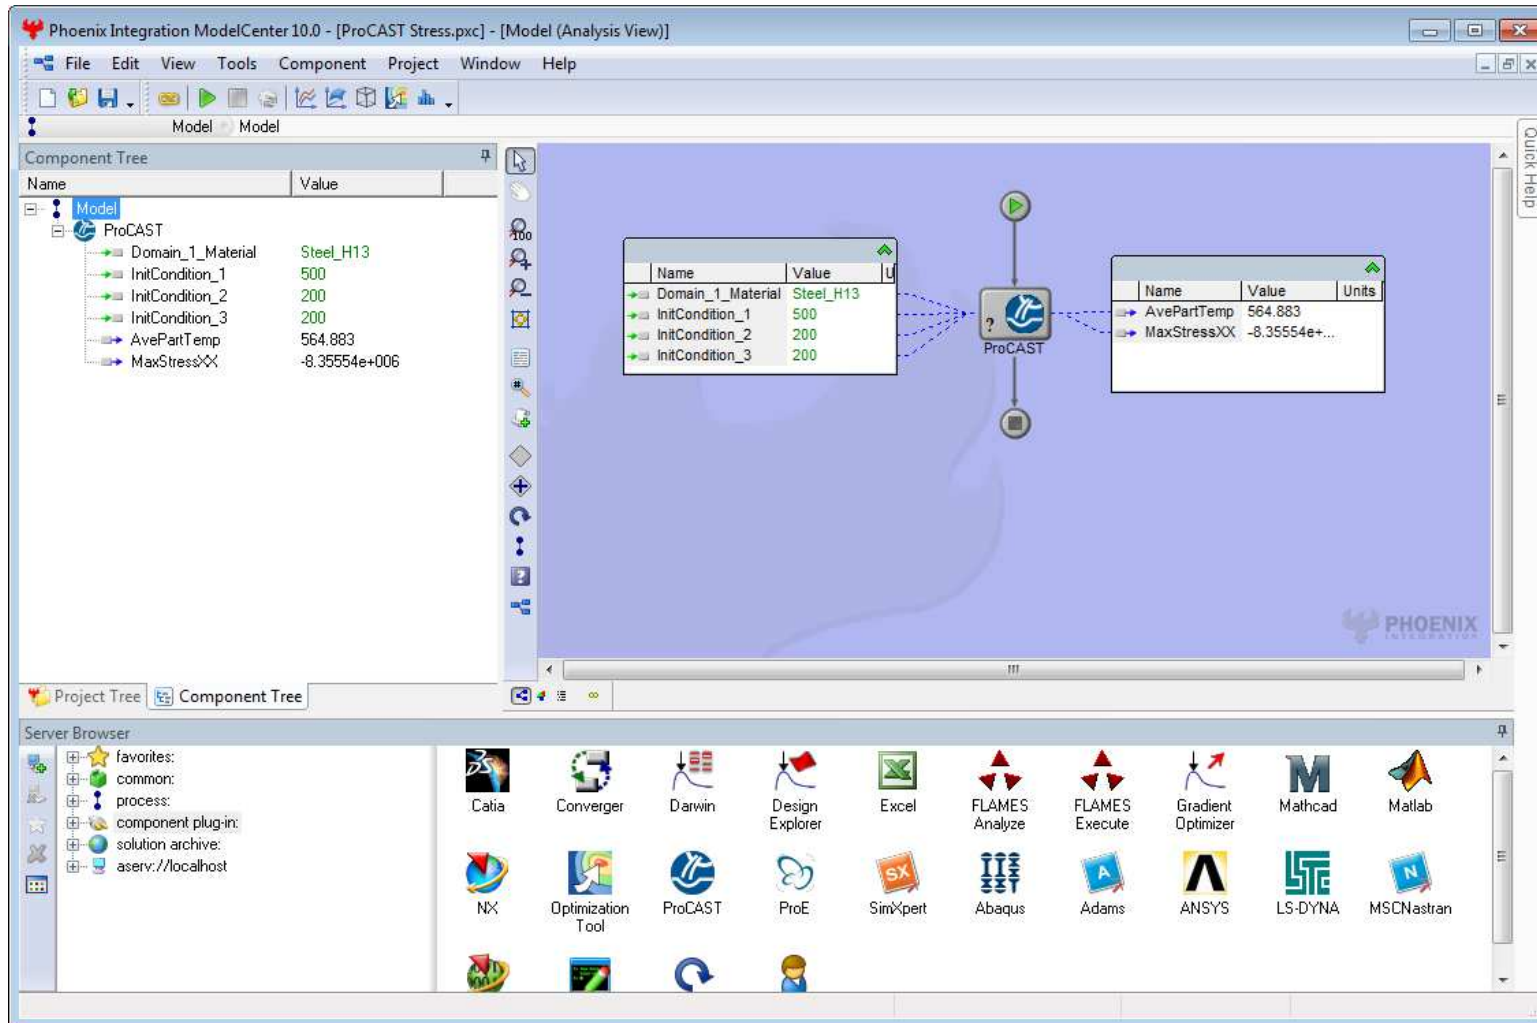 Phoenix Integration ModelCenter 10.0 - [ProCAST Stress.pxc] - [Model (Analysis View)]
File Edit View Tools Component Project Window Help
Model Model
Quick Help
Component Tree
Name Value
Model
ProCAST
Domain_1_Material Steel_H13
InitCondition_1 500
InitCondition_2 200
InitCondition_3 200
AvePartTemp 564.883
MaxStressXX -8.35554e+006
100
Name Value U
Domain_1_Material Steel_H13
InitCondition_1 500
InitCondition_2 200
InitCondition_3 200
?
ProCAST
Name Value Units
AvePartTemp 564.883
MaxStressXX -8.35554e+...
PHOENIX
INTEGRATION
Project Tree Component Tree
Server Browser
favorites:
common:
process:
component plug-in:
solution archive:
aserv://localhost
Catia Converger Darwin Design Explorer Excel FLAMES Analyze FLAMES Execute Gradient Optimizer Mathcad Matlab
NX Optimization Tool ProCAST ProE SimXpert Abaqus Adams ANSYS LS-DYNA MSCNastran